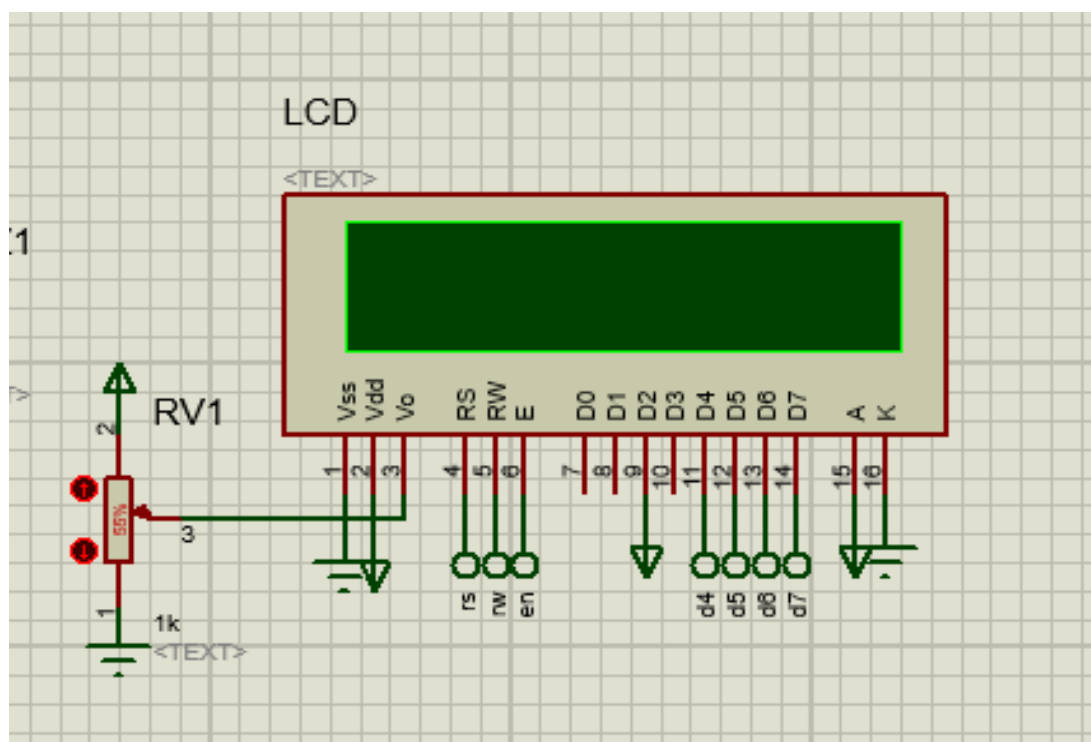 LCD
<TEXT>
:1
>
RV1
Vss Vdd Vo RS RW E D0 D1 D2 D3 D4 D5 D6 D7 A K
1 2 3 4 5 6 7 8 9 10 11 12 13 14 15 16
2
55%
3
1
1k
<TEXT>
rs rw en d4 d5 d6 d7